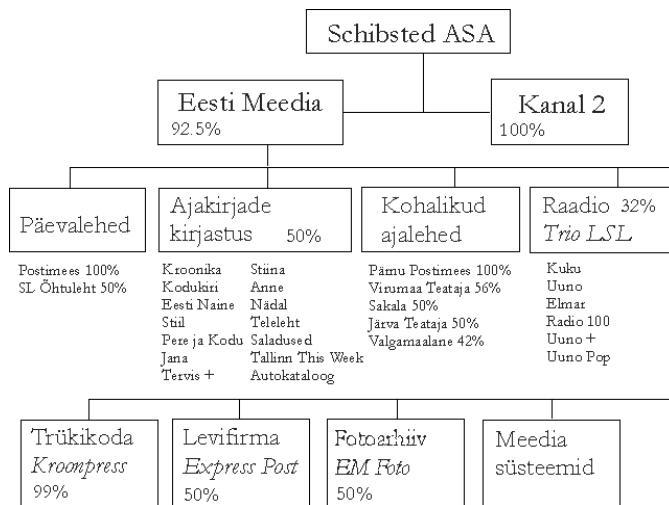 Schibsted ASA
Eesti Meedia
92.5%
Kanal 2
100%
Päevalehed
Postimees 100%
SL Õhtuleht 50%
Ajakirjade
kirjastus 50%
Kroonika
Kodukiri
Eesti Naine
Stiil
Pere ja Kodu
Jana
Tervis +
Stiina
Anne
Nädal
Teleleht
Saladused
Tallinn This Week
Autokataloog
Kohalikud
ajalehed
Pärnu Postimees 100%
Virumaa Teataja 56%
Sakala 50%
Järva Teataja 50%
Valgamaalane 42%
Raadio 32%
Trio LSL
Kuku
Uuno
Elmar
Radio 100
Uuno +
Uuno Pop
Trükikoda
Kroonpress
99%
Levifirma
Express Post
50%
Fotoarhiiv
EM Foto
50%
Meedia
süsteemid